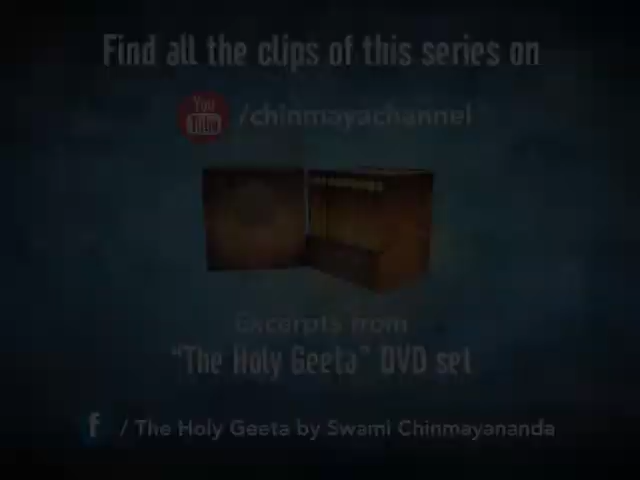 Find all the clips of this series on
You Tube /chinmayachannel
Excerpts from
"The Holy Geeta" DVD set
f / The Holy Geeta by Swami Chinmayananda